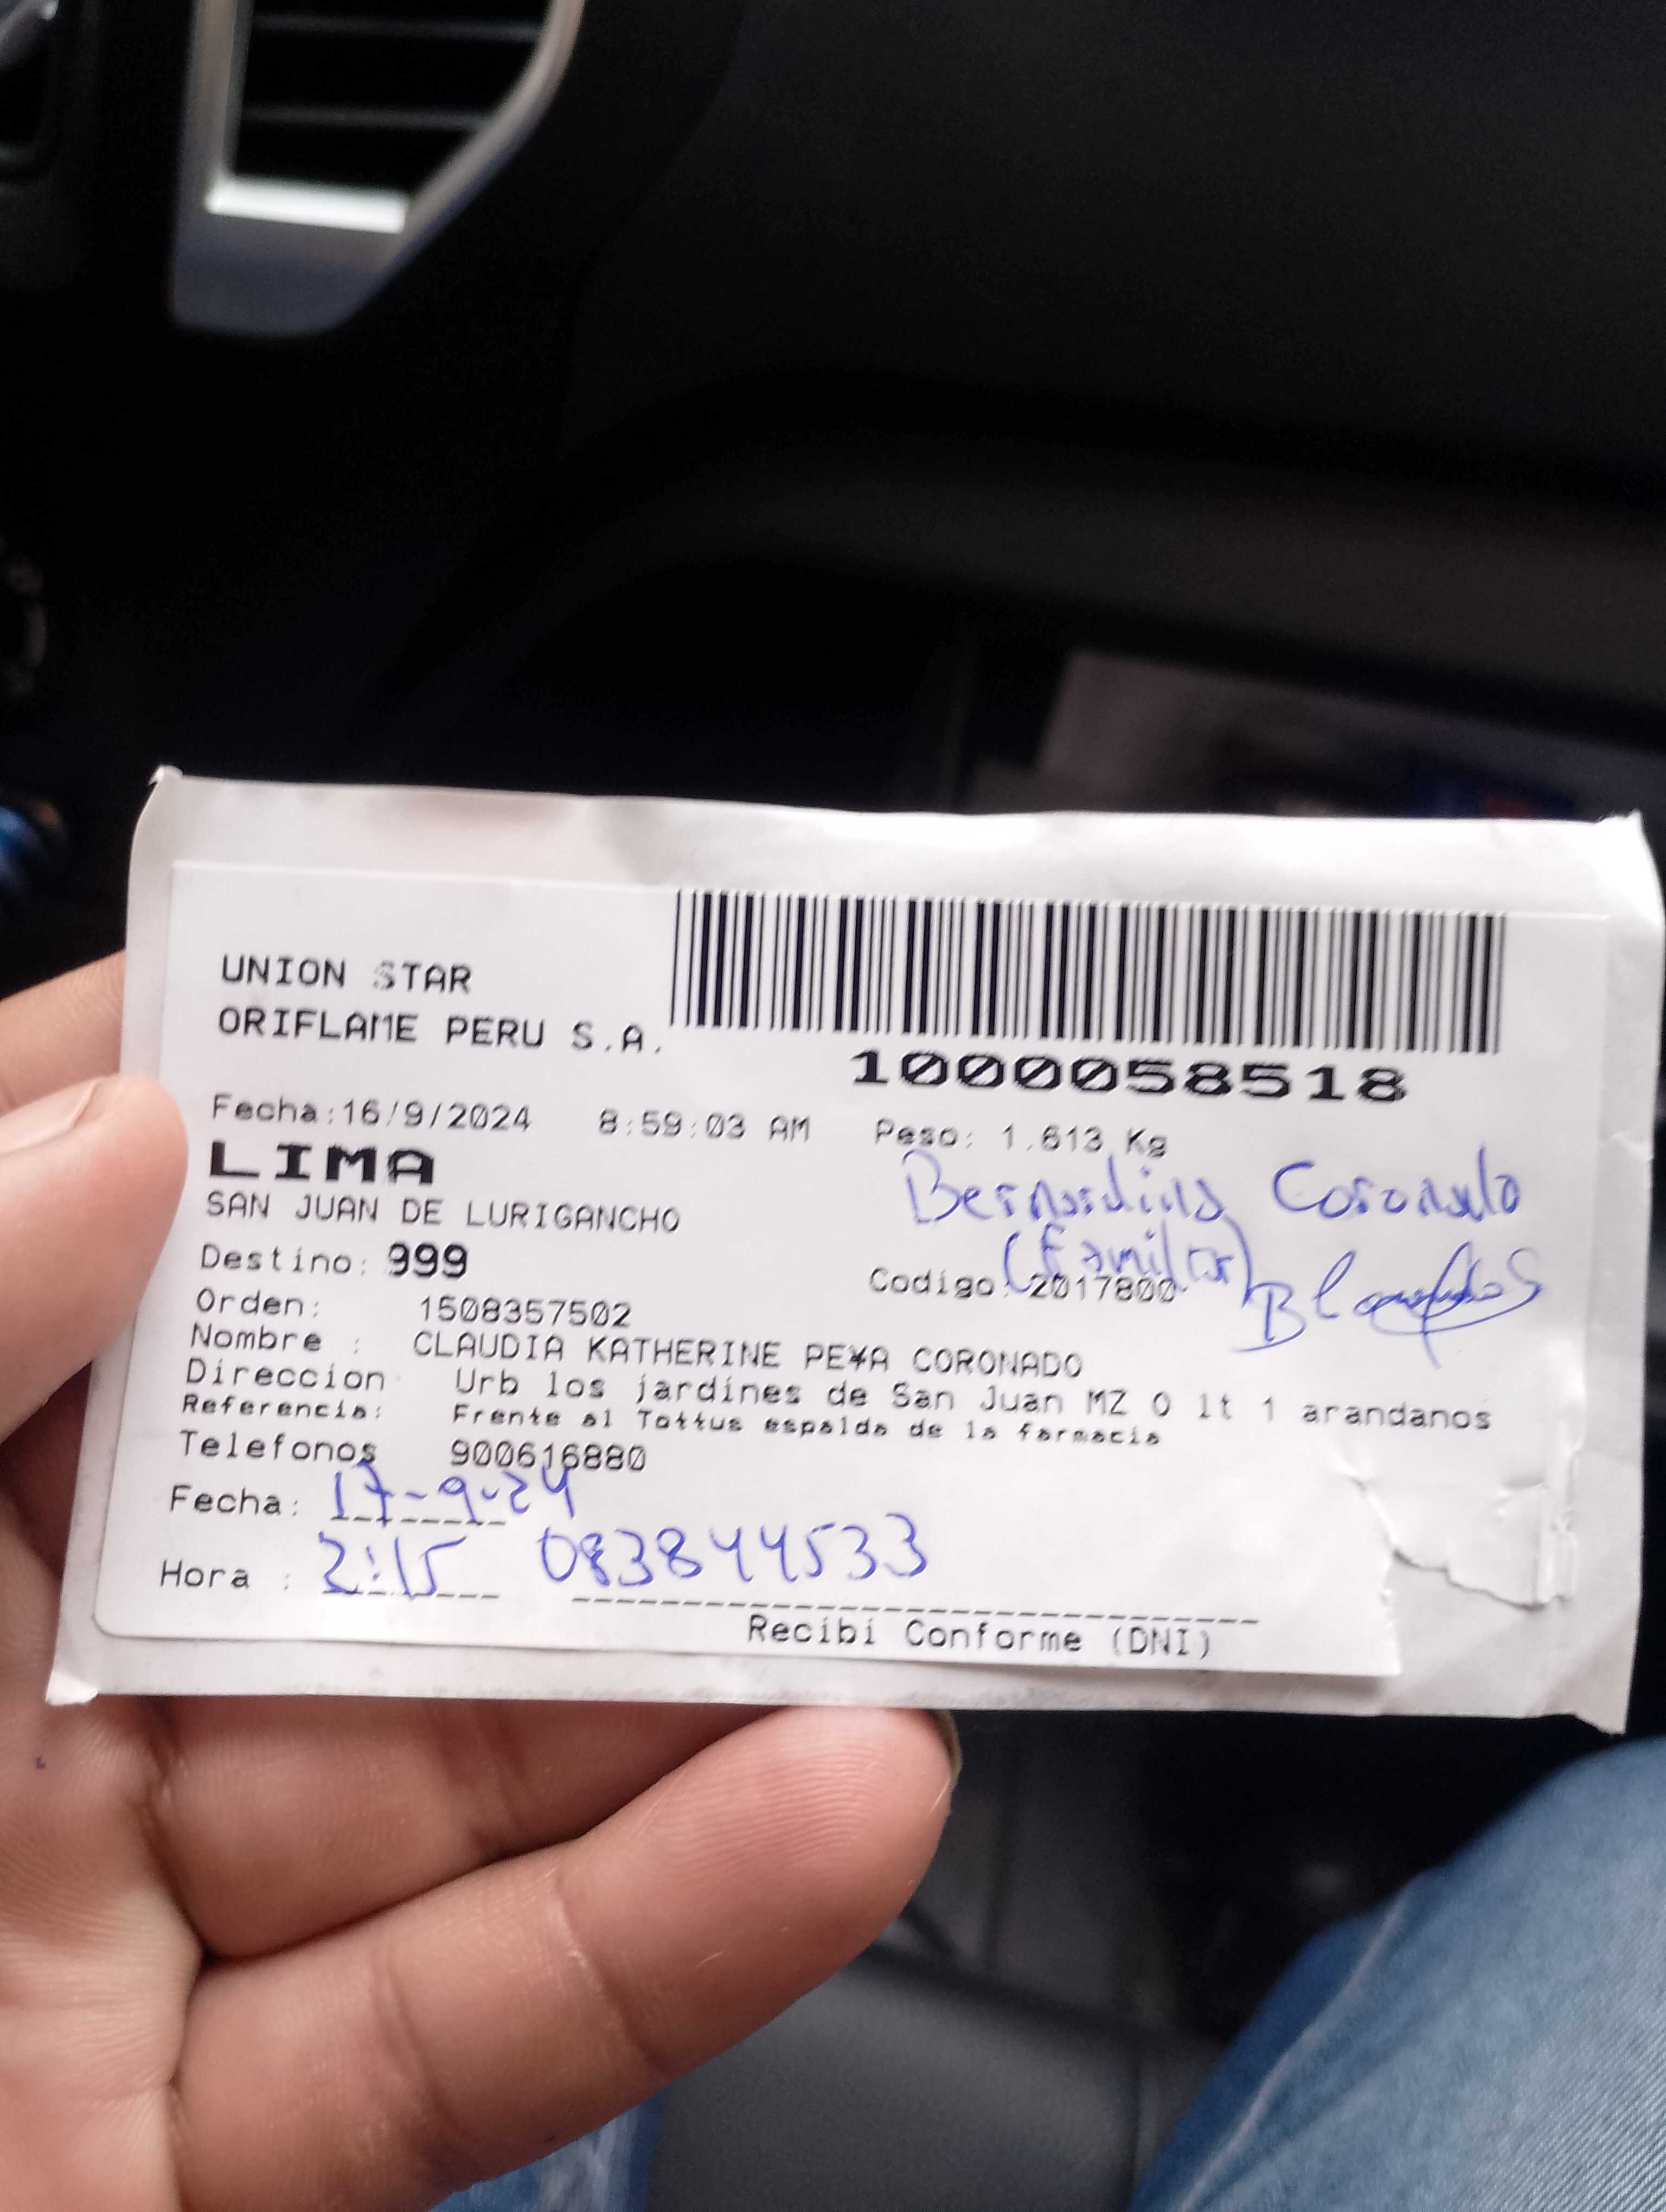 UNION STAR
ORIFLAME PERU S.A.
1000058518
Fecha:16/9/2024 8:59:03 AM Peso: 1.613 Kg
LIMA
SAN JUAN DE LURIGANCHO
Bernardina Coronado
(Familiar)
Destino: 999
Codigo: 2017800
Orden: 1508357502
Nombre : CLAUDIA KATHERINE PE¥A CORONADO
Direccion Urb los jardines de San Juan MZ O lt 1 arandanos
Referencia: Frente al Tottus espalda de la farmacia
Telefonos 900616880
Fecha: 17-9-24
Hora : 2:15 083844533
Recibi Conforme (DNI)